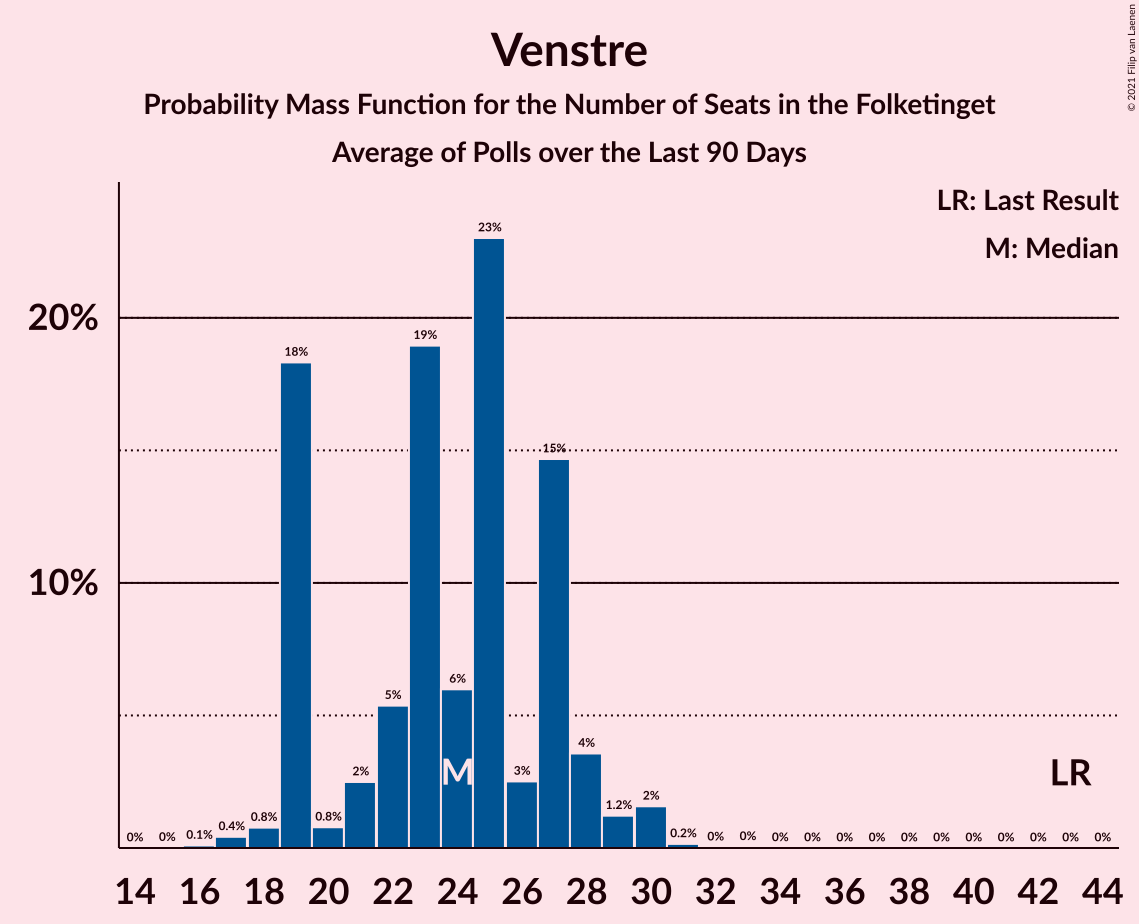 Venstre
Probability Mass Function for the Number of Seats in the Folketinget
Average of Polls over the Last 90 Days
© 2021 Filip van Laenen
LR: Last Result
M: Median
20%
10%
0% 0% 0.1% 0.4% 0.8% 18% 0.8% 2% 5% 19% 6% 23% 3% 15% 4% 1.2% 2% 0.2% 0% 0% 0% 0% 0% 0% 0% 0% 0% 0% 0% 0% 0%
M
LR
14 16 18 20 22 24 26 28 30 32 34 36 38 40 42 44